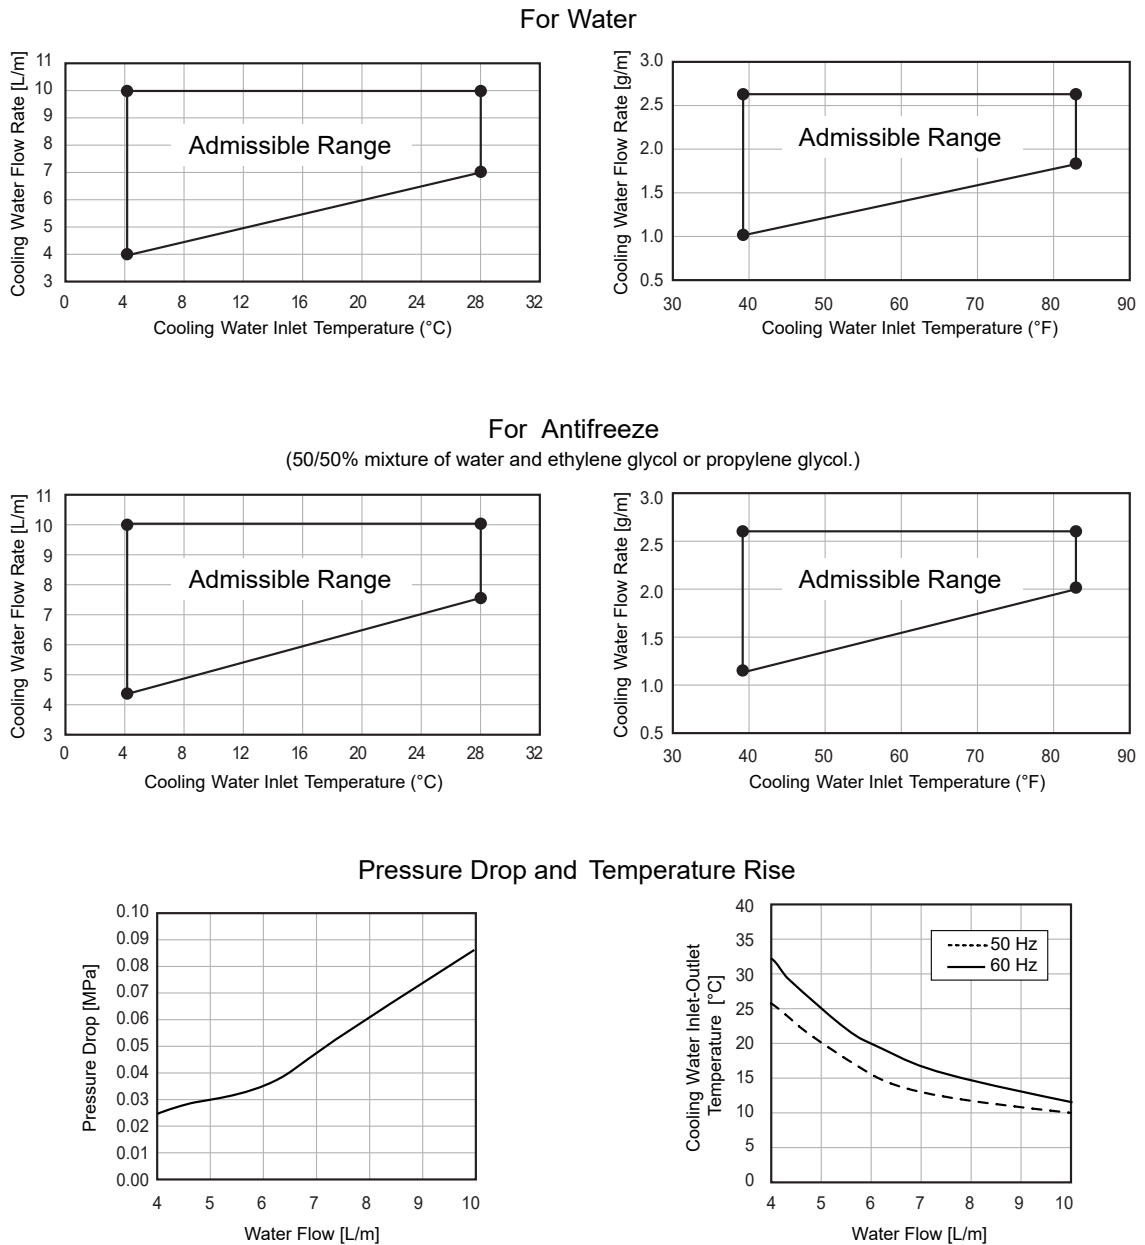 For Water
Cooling Water Flow Rate [L/m]
11
10
9
8
7
6
5
4
3
Admissible Range
0 4 8 12 16 20 24 28 32
Cooling Water Inlet Temperature (°C)
Cooling Water Flow Rate [g/m]
3.0
2.5
2.0
1.5
1.0
0.5
Admissible Range
30 40 50 60 70 80 90
Cooling Water Inlet Temperature (°F)
For Antifreeze
(50/50% mixture of water and ethylene glycol or propylene glycol.)
Cooling Water Flow Rate [L/m]
11
10
9
8
7
6
5
4
3
Admissible Range
0 4 8 12 16 20 24 28 32
Cooling Water Inlet Temperature (°C)
Cooling Water Flow Rate [g/m]
3.0
2.5
2.0
1.5
1.0
0.5
Admissible Range
30 40 50 60 70 80 90
Cooling Water Inlet Temperature (°F)
Pressure Drop and Temperature Rise
Pressure Drop [MPa]
0.10
0.09
0.08
0.07
0.06
0.05
0.04
0.03
0.02
0.01
0.00
4 5 6 7 8 9 10
Water Flow [L/m]
Cooling Water Inlet-Outlet
Temperature [°C]
40
35
30
25
20
15
10
5
0
50 Hz
60 Hz
4 5 6 7 8 9 10
Water Flow [L/m]